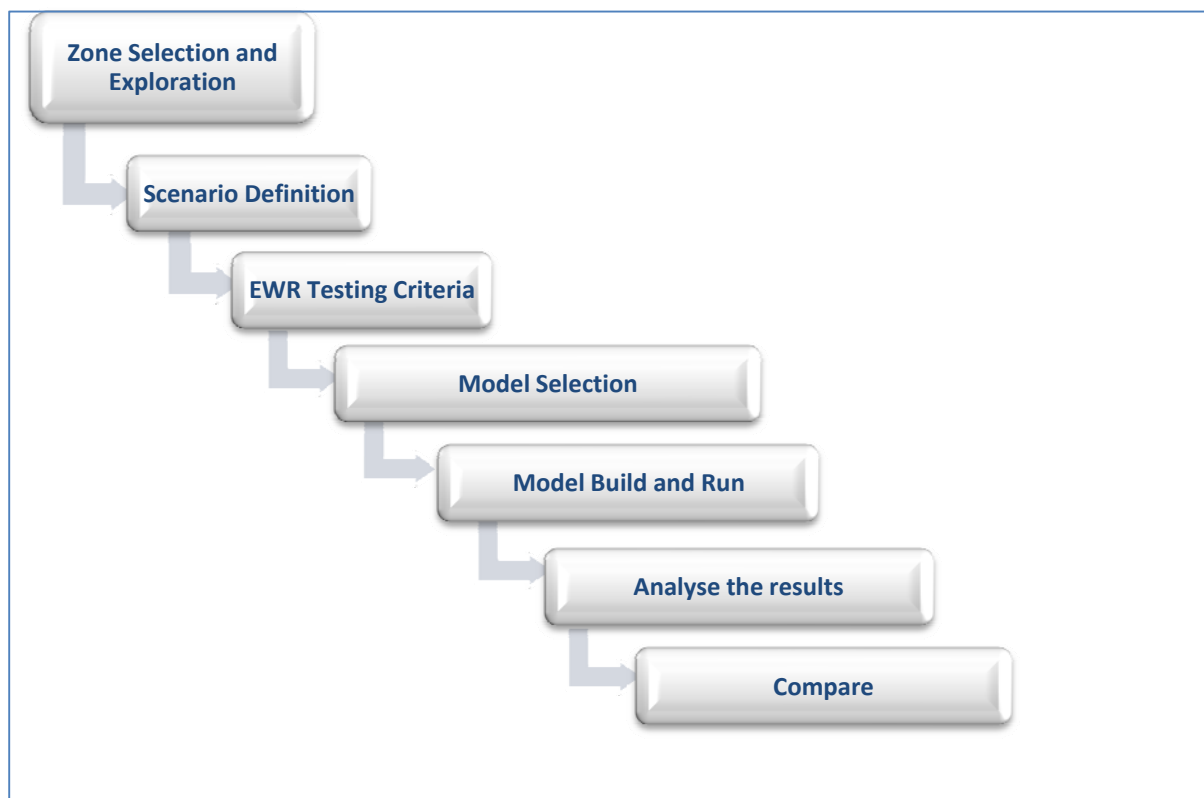 Zone Selection and
Exploration
Scenario Definition
EWR Testing Criteria
Model Selection
Model Build and Run
Analyse the results
Compare